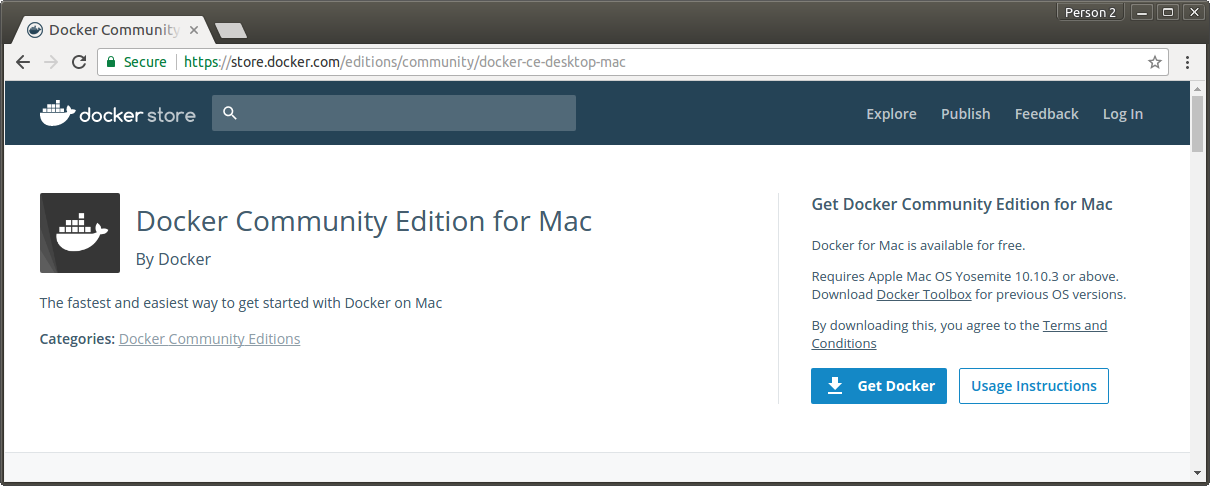 Person 2
Docker Community
Secure https://store.docker.com/editions/community/docker-ce-desktop-mac
docker store
Explore Publish Feedback Log In
Docker Community Edition for Mac
By Docker
The fastest and easiest way to get started with Docker on Mac
Categories: Docker Community Editions
Get Docker Community Edition for Mac
Docker for Mac is available for free.
Requires Apple Mac OS Yosemite 10.10.3 or above.
Download Docker Toolbox for previous OS versions.
By downloading this, you agree to the Terms and
Conditions
Get Docker
Usage Instructions